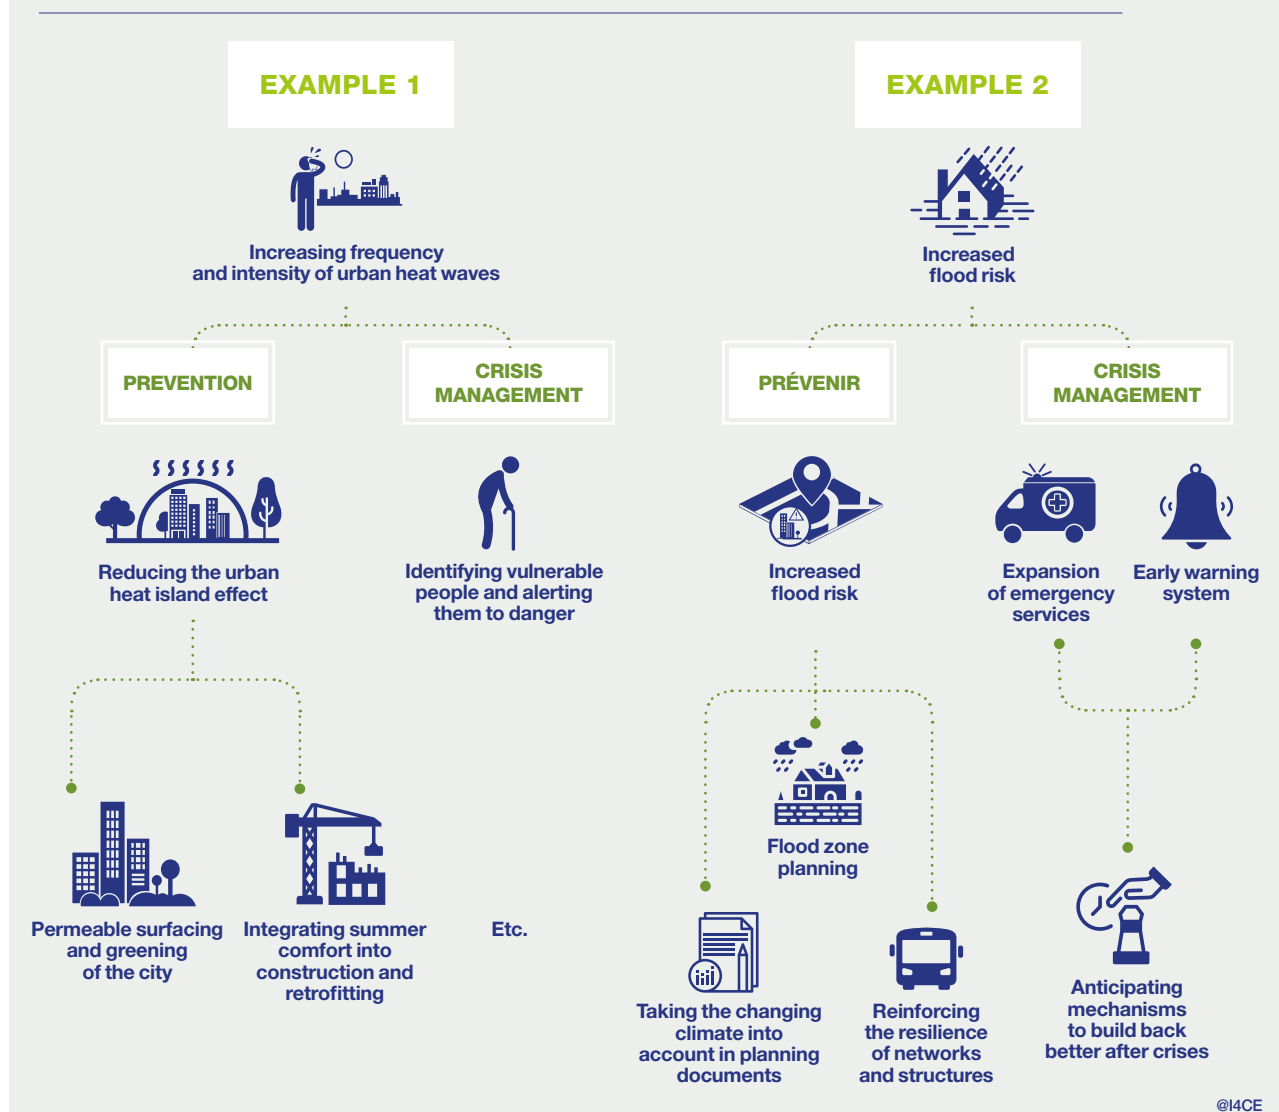 EXAMPLE 1
Increasing frequency
and intensity of urban heat waves
PREVENTION
CRISIS
MANAGEMENT
Reducing the urban
heat island effect
Identifying vulnerable
people and alerting
them to danger
Permeable surfacing
and greening
of the city
Integrating summer
comfort into
construction and
retrofitting
Etc.
EXAMPLE 2
Increased
flood risk
PRÉVENIR
CRISIS
MANAGEMENT
Increased
flood risk
Expansion
of emergency
services
Early warning
system
Flood zone
planning
Taking the changing
climate into
account in planning
documents
Reinforcing
the resilience
of networks
and structures
Anticipating
mechanisms
to build back
better after crises
@I4CE